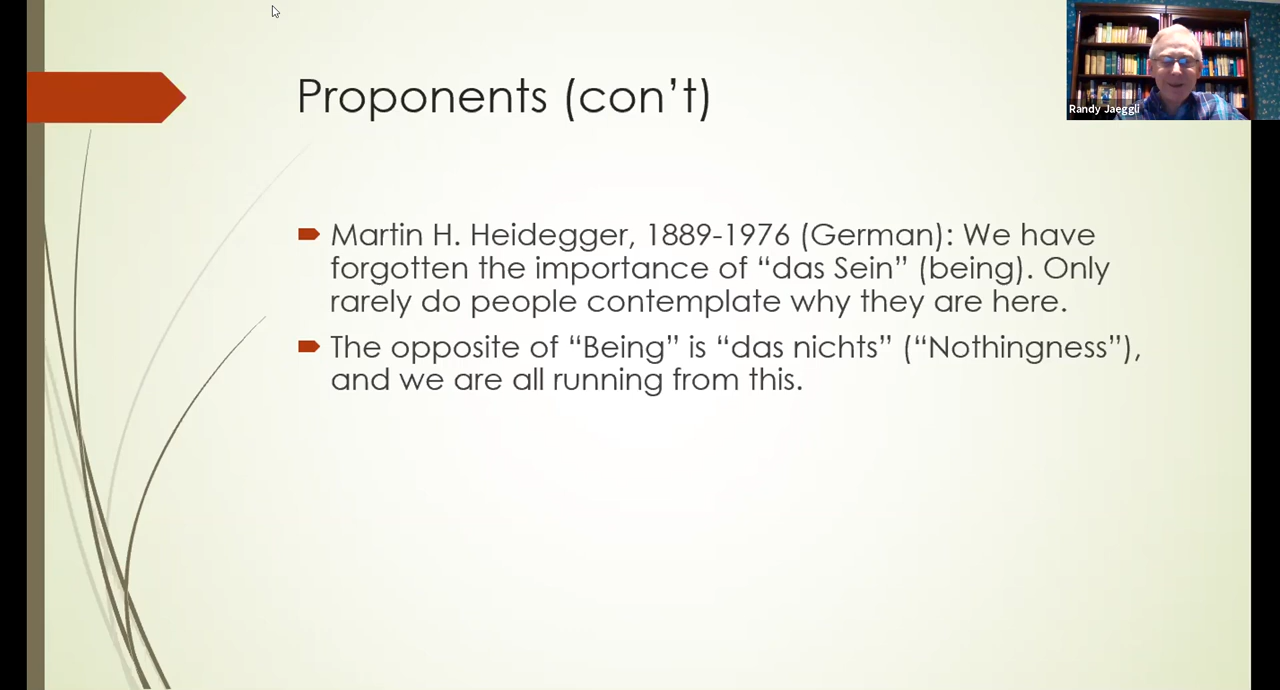 Proponents (con’t)
Randy Jaeggli
Martin H. Heidegger, 1889-1976 (German): We have
forgotten the importance of “das Sein” (being). Only
rarely do people contemplate why they are here.
The opposite of “Being” is “das nichts” (“Nothingness”),
and we are all running from this.